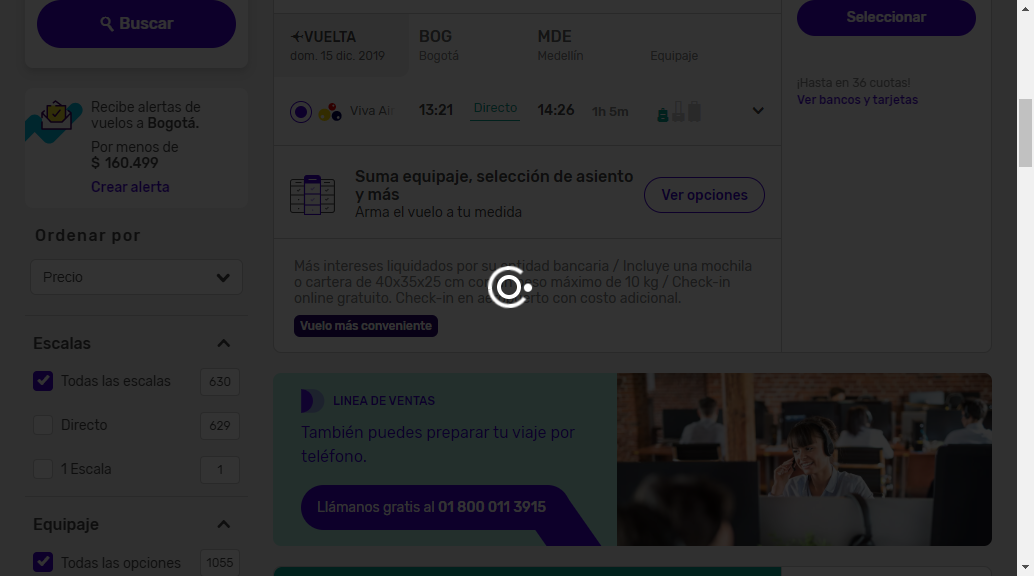 Buscar
Recibe alertas de
vuelos a Bogotá.
Por menos de
$ 160.499
Crear alerta
Ordenar por
Precio
Escalas
Todas las escalas 630
Directo 629
1 Escala 1
Equipaje
Todas las opciones 1055
VUELTA BOG MDE
dom. 15 dic. 2019 Bogotá Medellín Equipaje
Viva Air 13:21 Directo 14:26 1h 5m
Suma equipaje, selección de asiento
y más
Arma el vuelo a tu medida
Ver opciones
Más intereses liquidados por su entidad bancaria / Incluye una mochila
o cartera de 40x35x25 cm con un peso máximo de 10 kg / Check-in
online gratuito. Check-in en aeropuerto con costo adicional.
Vuelo más conveniente
Seleccionar
¡Hasta en 36 cuotas!
Ver bancos y tarjetas
LINEA DE VENTAS
También puedes preparar tu viaje por
teléfono.
Llámanos gratis al 01 800 011 3915